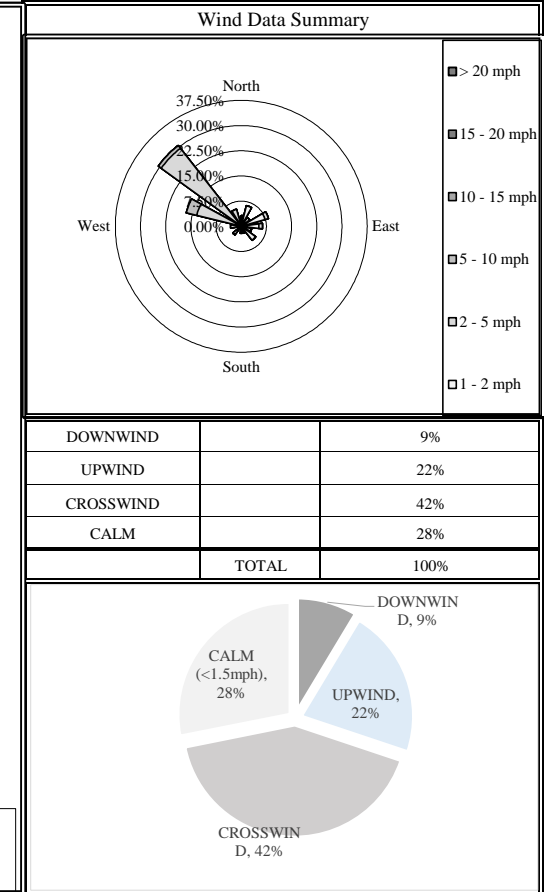 Wind Data Summary
North
37.50%
30.00%
22.50%
15.00%
7.50%
0.00%
West
East
South
> 20 mph
15 - 20 mph
10 - 15 mph
5 - 10 mph
2 - 5 mph
1 - 2 mph
DOWNWIND 9%
UPWIND 22%
CROSSWIND 42%
CALM 28%
TOTAL 100%
DOWNWIN
D, 9%
CALM
(<1.5mph),
28%
UPWIND,
22%
CROSSWIN
D, 42%